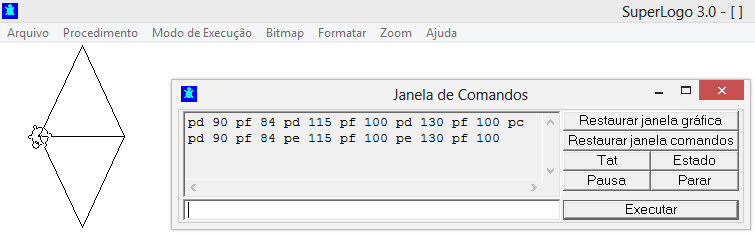 SuperLogo 3.0 - [ ]
Arquivo Procedimento Modo de Execução Bitmap Formatar Zoom Ajuda
Janela de Comandos
pd 90 pf 84 pd 115 pf 100 pd 130 pf 100 pc
pd 90 pf 84 pe 115 pf 100 pe 130 pf 100
Restaurar janela gráfica
Restaurar janela comandos
Tat Estado
Pausa Parar
Executar